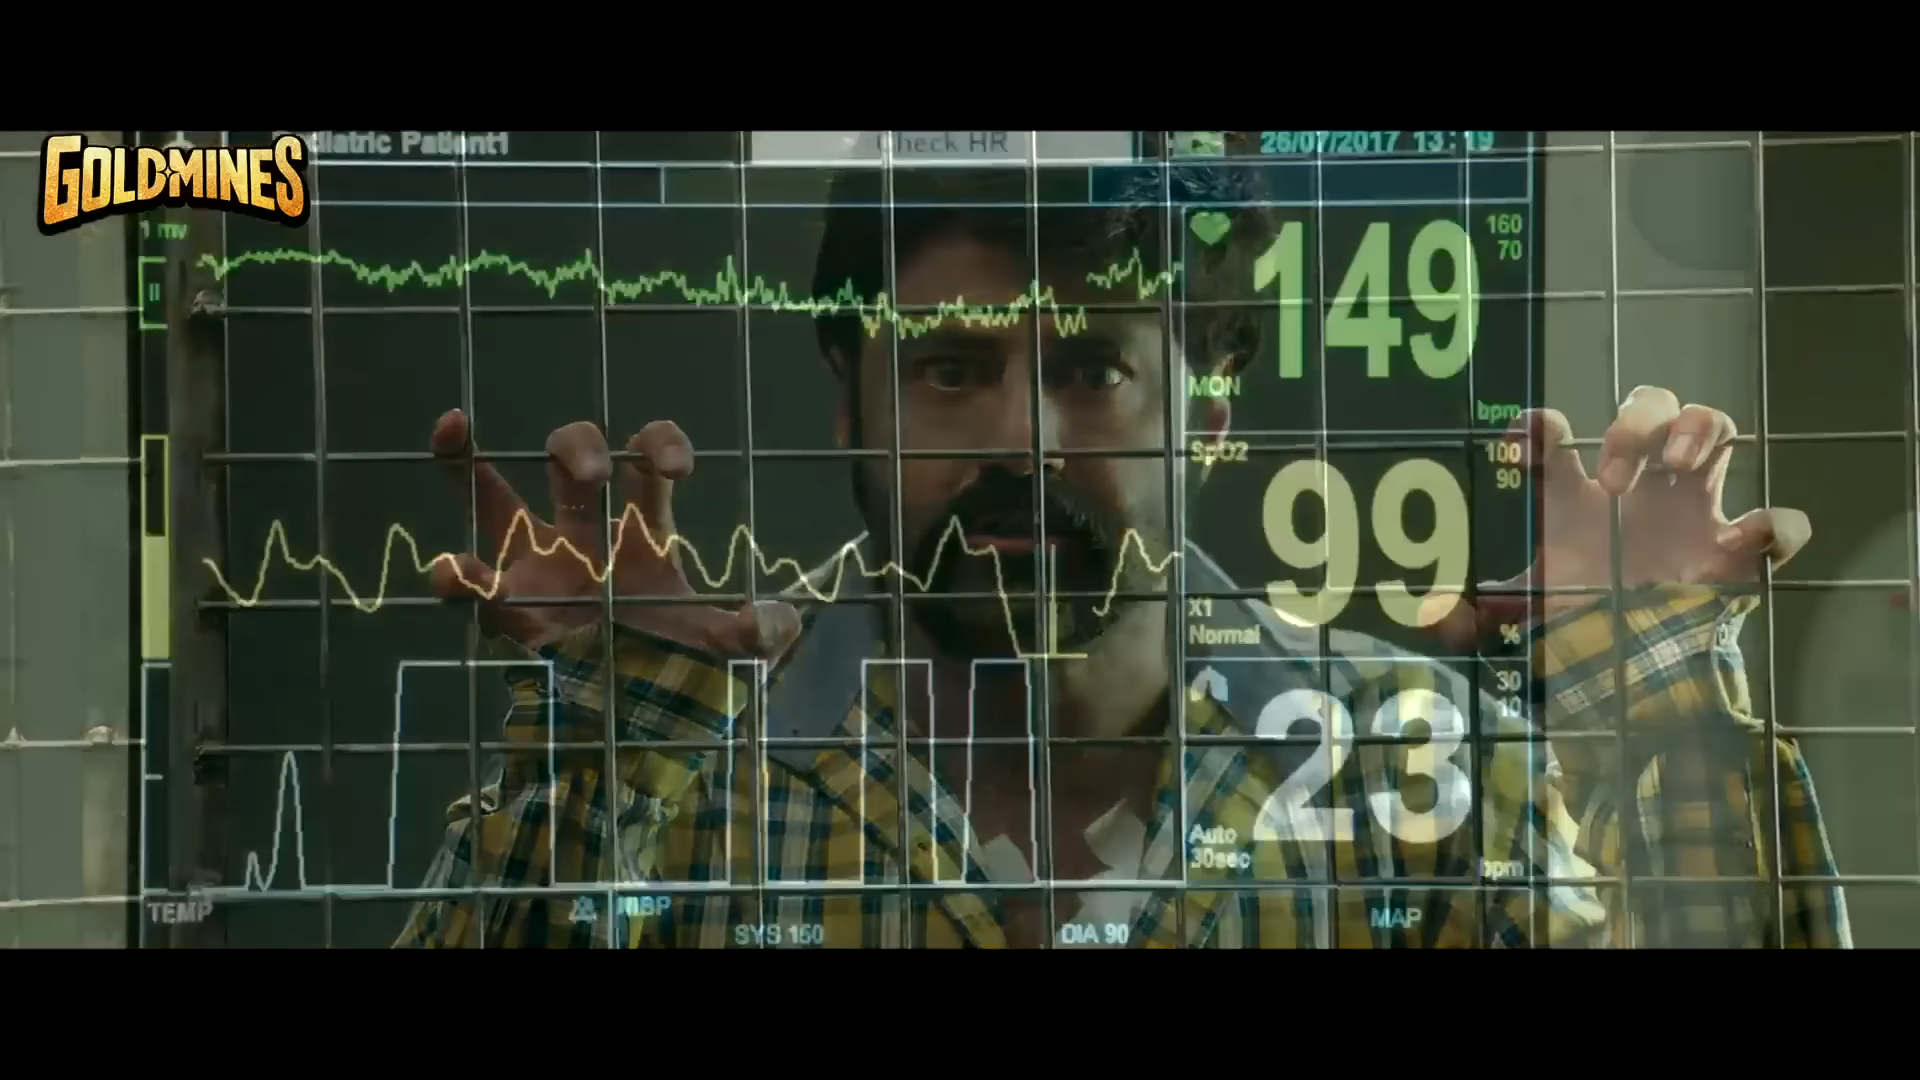 GOLDMINES
diatric Patient1
Check HR
26/07/2017 13:19
1 mv
II
149
160
70
MON
bpm
SpO2
99
100
90
X1
Normal
%
23
30
10
Auto
30sec
bpm
TEMP
NIBP
SYS 150
DIA 90
MAP